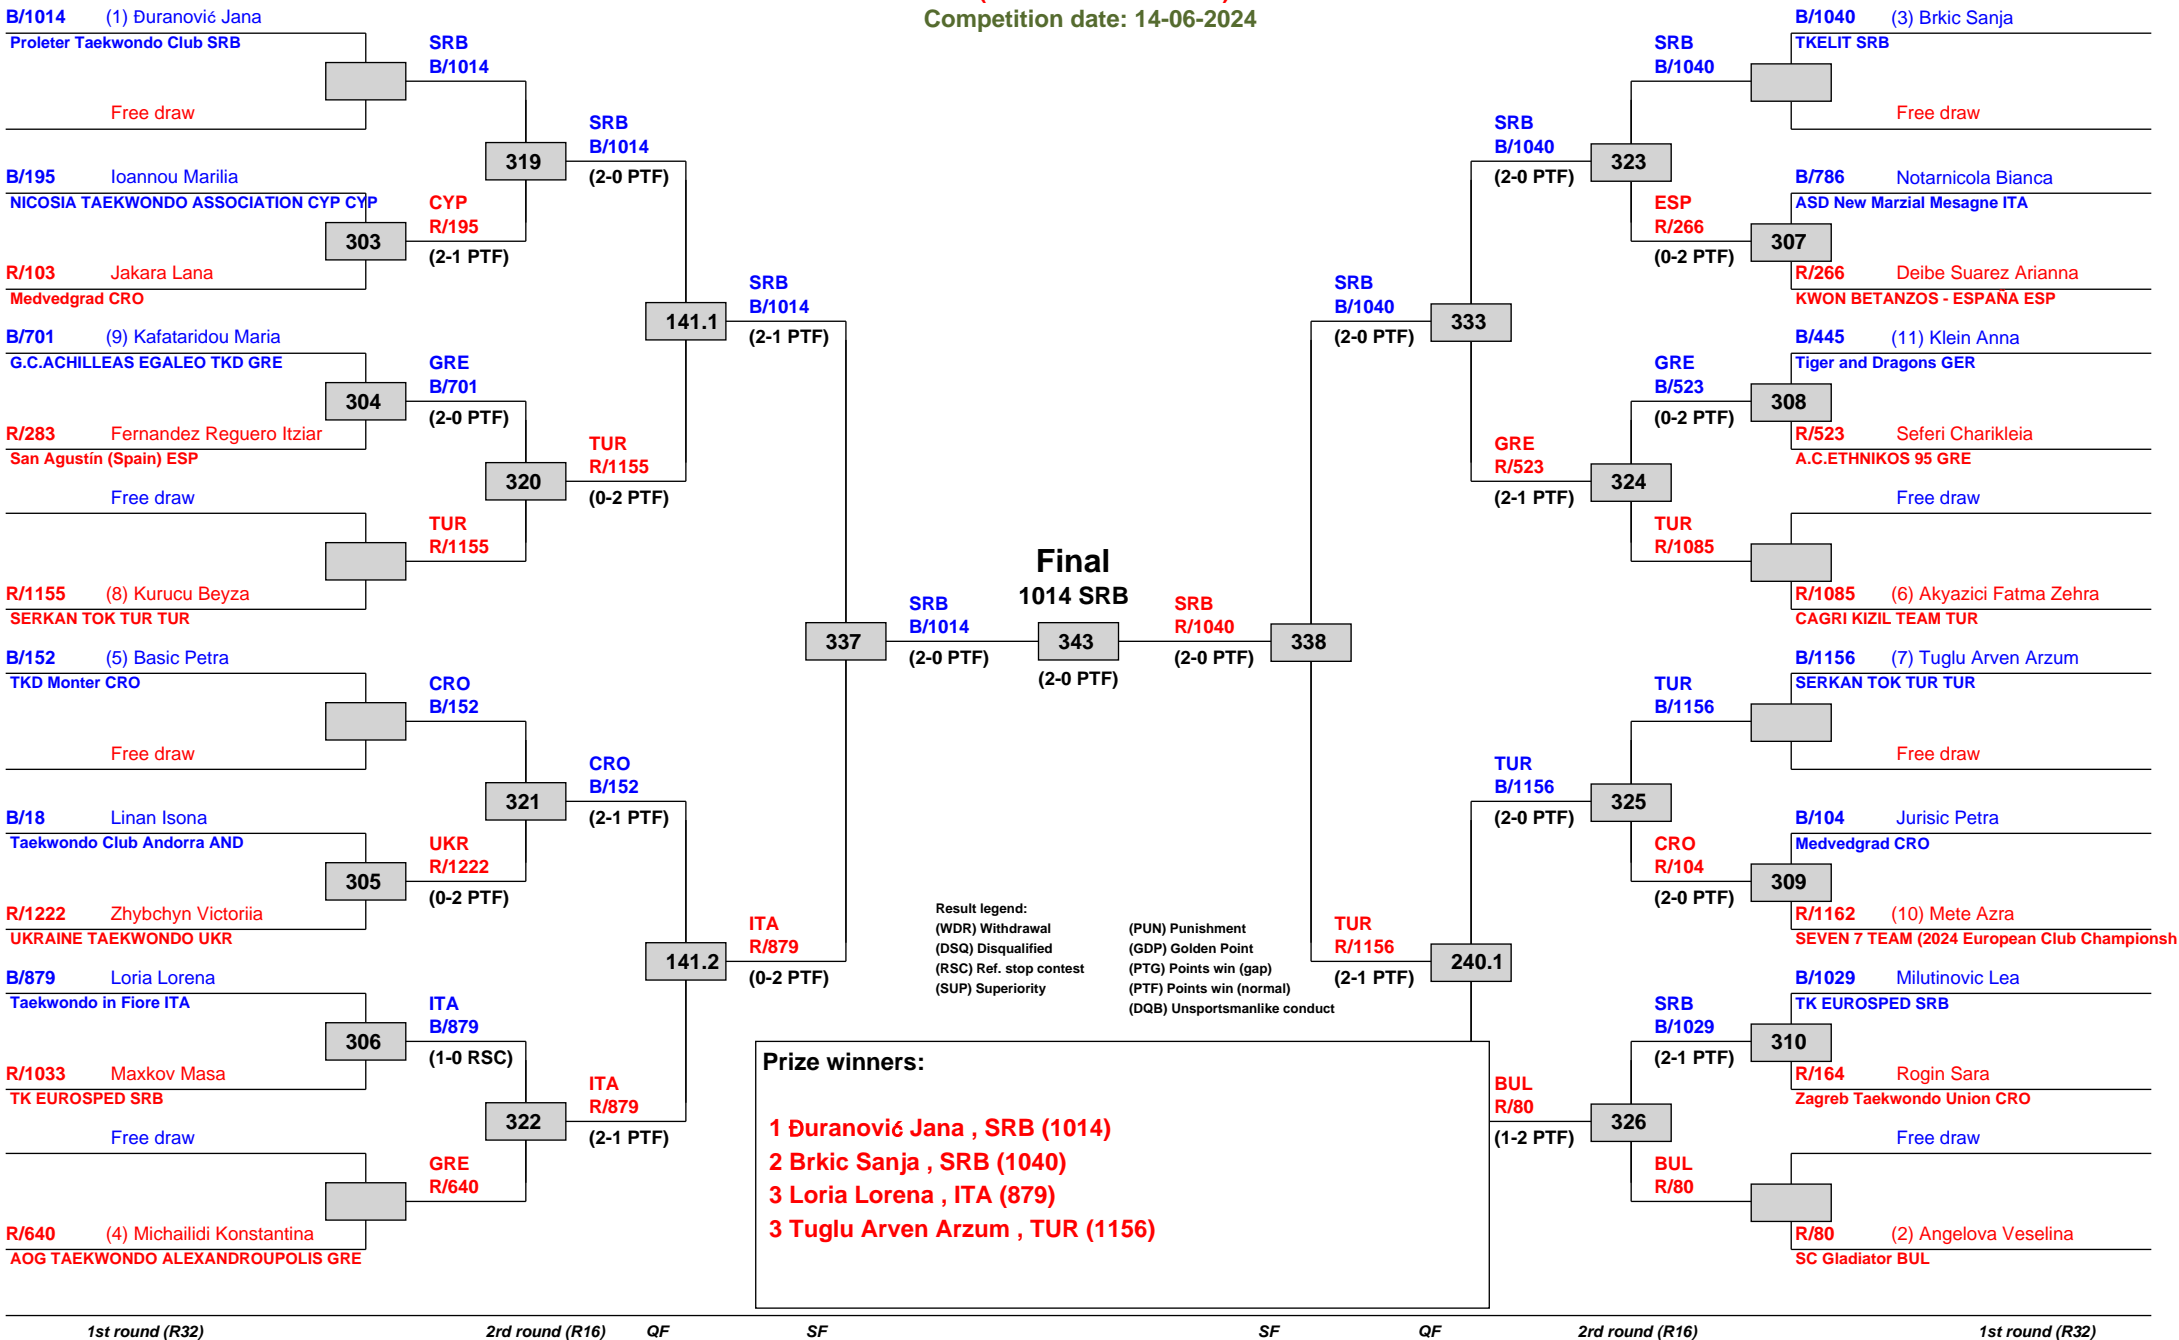 Competition date: 14-06-2024
B/1014 (1) Đuranović Jana
Proleter Taekwondo Club SRB
Free draw
B/195 Ioannou Marilia
NICOSIA TAEKWONDO ASSOCIATION CYP CYP
303
R/103 Jakara Lana
Medvedgrad CRO
B/701 (9) Kafataridou Maria
G.C.ACHILLEAS EGALEO TKD GRE
304
R/283 Fernandez Reguero Itziar
San Agustín (Spain) ESP
Free draw
R/1155 (8) Kurucu Beyza
SERKAN TOK TUR TUR
B/152 (5) Basic Petra
TKD Monter CRO
Free draw
B/18 Linan Isona
Taekwondo Club Andorra AND
305
R/1222 Zhybchyn Victoriia
UKRAINE TAEKWONDO UKR
B/879 Loria Lorena
Taekwondo in Fiore ITA
306
R/1033 Maxkov Masa
TK EUROSPED SRB
Free draw
R/640 (4) Michailidi Konstantina
AOG TAEKWONDO ALEXANDROUPOLIS GRE
SRB
B/1014
319
CYP
R/195
(2-1 PTF)
GRE
B/701
(2-0 PTF)
320
TUR
R/1155
CRO
B/152
321
UKR
R/1222
(0-2 PTF)
ITA
B/879
(1-0 RSC)
322
GRE
R/640
SRB
B/1014
(2-0 PTF)
141.1
TUR
R/1155
(0-2 PTF)
CRO
B/152
(2-1 PTF)
141.2
ITA
R/879
(2-1 PTF)
SRB
B/1014
(2-1 PTF)
337
ITA
R/879
(0-2 PTF)
SRB
B/1014
(2-0 PTF)
Final
1014 SRB
343
(2-0 PTF)
SRB
R/1040
(2-0 PTF)
338
SRB
B/1040
(2-0 PTF)
333
TUR
R/1156
(2-1 PTF)
240.1
SRB
B/1040
(2-0 PTF)
323
GRE
R/523
(2-1 PTF)
324
TUR
B/1156
(2-0 PTF)
325
BUL
R/80
(1-2 PTF)
326
SRB
B/1040
ESP
R/266
(0-2 PTF)
GRE
B/523
(0-2 PTF)
TUR
R/1085
TUR
B/1156
CRO
R/104
(2-0 PTF)
SRB
B/1029
(2-1 PTF)
BUL
R/80
B/1040 (3) Brkic Sanja
TKELIT SRB
Free draw
B/786 Notarnicola Bianca
ASD New Marzial Mesagne ITA
307
R/266 Deibe Suarez Arianna
KWON BETANZOS - ESPAÑA ESP
B/445 (11) Klein Anna
Tiger and Dragons GER
308
R/523 Seferi Charikleia
A.C.ETHNIKOS 95 GRE
Free draw
R/1085 (6) Akyazici Fatma Zehra
CAGRI KIZIL TEAM TUR
B/1156 (7) Tuglu Arven Arzum
SERKAN TOK TUR TUR
Free draw
B/104 Jurisic Petra
Medvedgrad CRO
309
R/1162 (10) Mete Azra
SEVEN 7 TEAM (2024 European Club Championsh
B/1029 Milutinovic Lea
TK EUROSPED SRB
310
R/164 Rogin Sara
Zagreb Taekwondo Union CRO
Free draw
R/80 (2) Angelova Veselina
SC Gladiator BUL
Result legend:
(WDR) Withdrawal
(DSQ) Disqualified
(RSC) Ref. stop contest
(SUP) Superiority
(PUN) Punishment
(GDP) Golden Point
(PTG) Points win (gap)
(PTF) Points win (normal)
(DQB) Unsportsmanlike conduct
Prize winners:
1 Đuranović Jana , SRB (1014)
2 Brkic Sanja , SRB (1040)
3 Loria Lorena , ITA (879)
3 Tuglu Arven Arzum , TUR (1156)
1st round (R32) 2rd round (R16) QF SF SF QF 2rd round (R16) 1st round (R32)